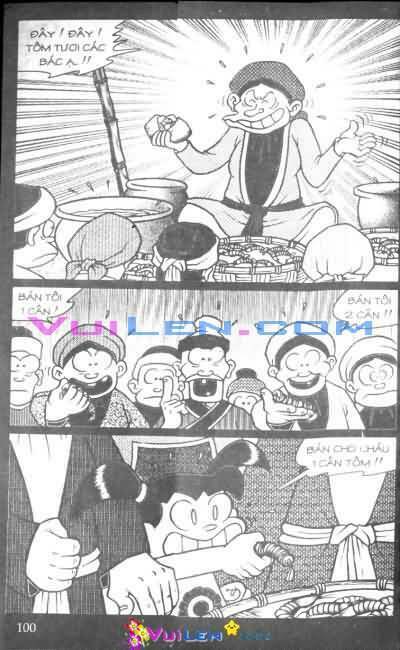 ĐÂY! ĐÂY!
TÔM TƯƠI CÁC
BÁC Ạ..!!
BÁN TÔI
1 CÂN!
BÁN TÔI
2 CÂN!!
VuiLen.com
BÁN CHO CHÁU
1 CÂN TÔM!!
100
VuiLen